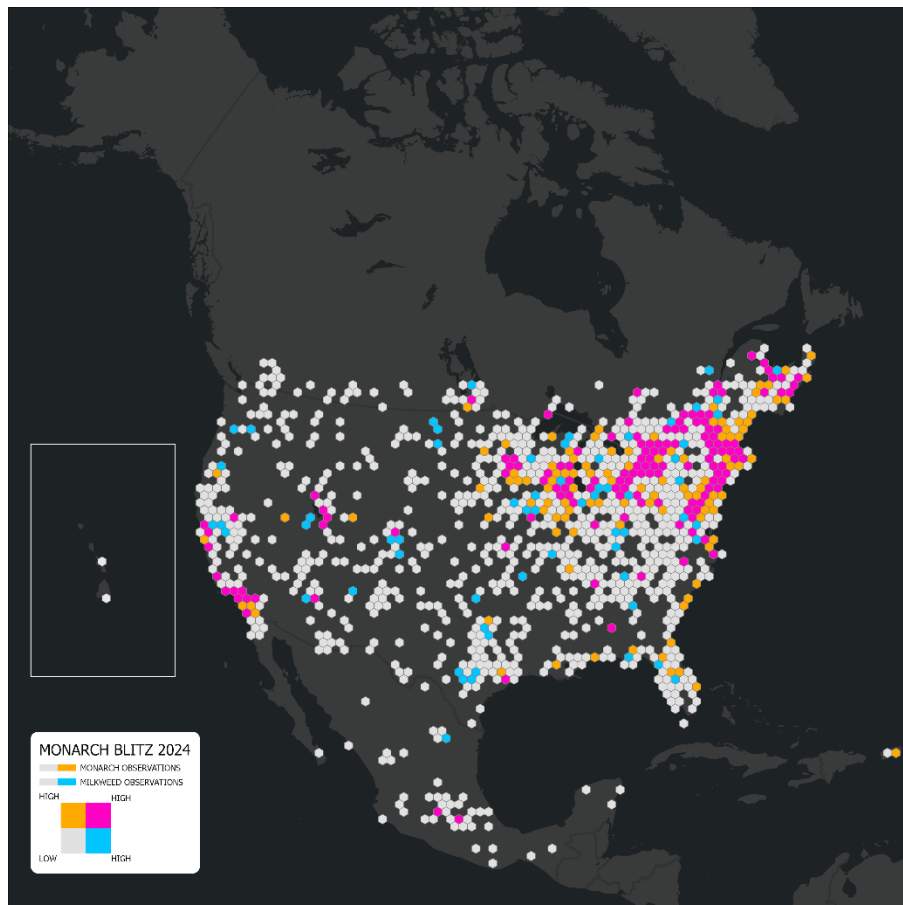 MONARCH BLITZ 2024
MONARCH OBSERVATIONS
MILKWEED OBSERVATIONS
HIGH HIGH
LOW HIGH